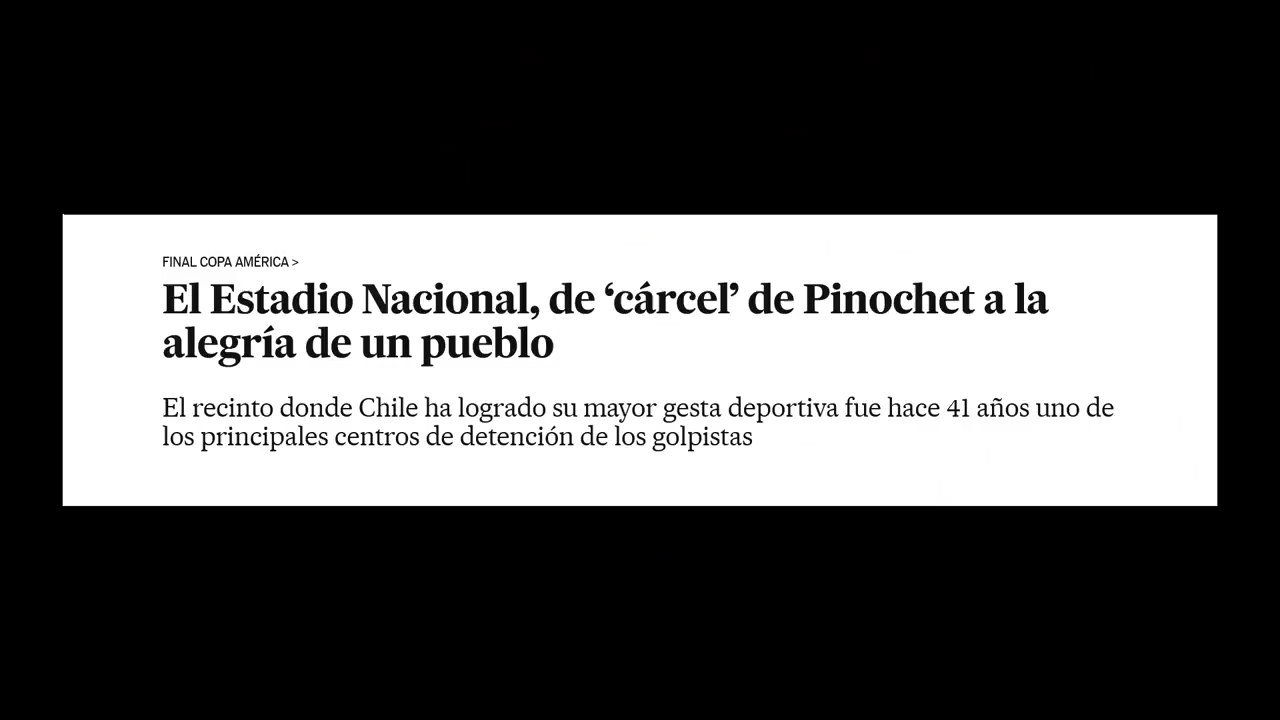 FINAL COPA AMÉRICA >
El Estadio Nacional, de ‘cárcel’ de Pinochet a la
alegría de un pueblo
El recinto donde Chile ha logrado su mayor gesta deportiva fue hace 41 años uno de
los principales centros de detención de los golpistas